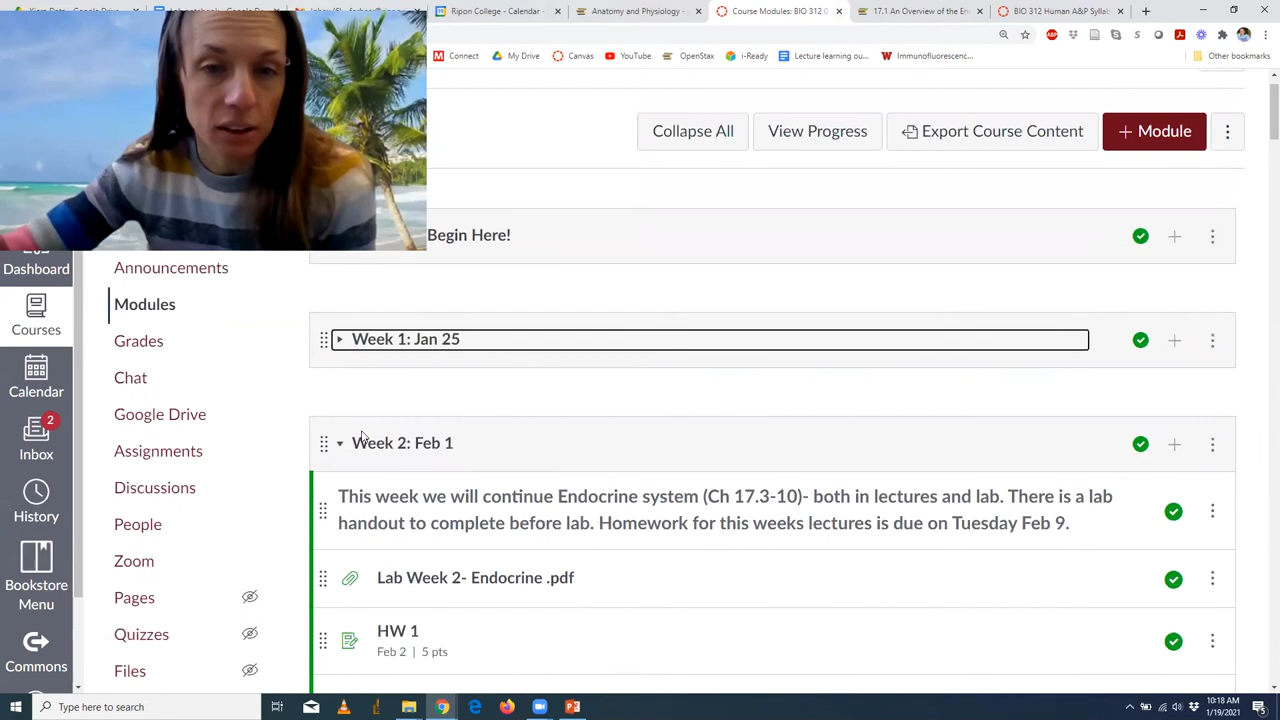 Ripon College - Calendar -
Anatomy and Physiology -
Course Modules: BIO 312 0
17.1 An Overview of the E
BIO 312 Human A&P Syllab
ABP
Connect
My Drive
Canvas
YouTube
OpenStax
i-Ready
Lecture learning ou...
Immunofluorescenc...
Other bookmarks
Collapse All
View Progress
Export Course Content
+ Module
Begin Here!
Dashboard
Courses
Calendar
2
Inbox
History
Bookstore
Menu
Commons
Announcements
Modules
Grades
Chat
Google Drive
Assignments
Discussions
People
Zoom
Pages
Quizzes
Files
Week 1: Jan 25
Week 2: Feb 1
This week we will continue Endocrine system (Ch 17.3-10)- both in lectures and lab. There is a lab
handout to complete before lab. Homework for this weeks lectures is due on Tuesday Feb 9.
Lab Week 2- Endocrine .pdf
HW 1
Feb 2 | 5 pts
Type here to search
10:18 AM
1/19/2021
5